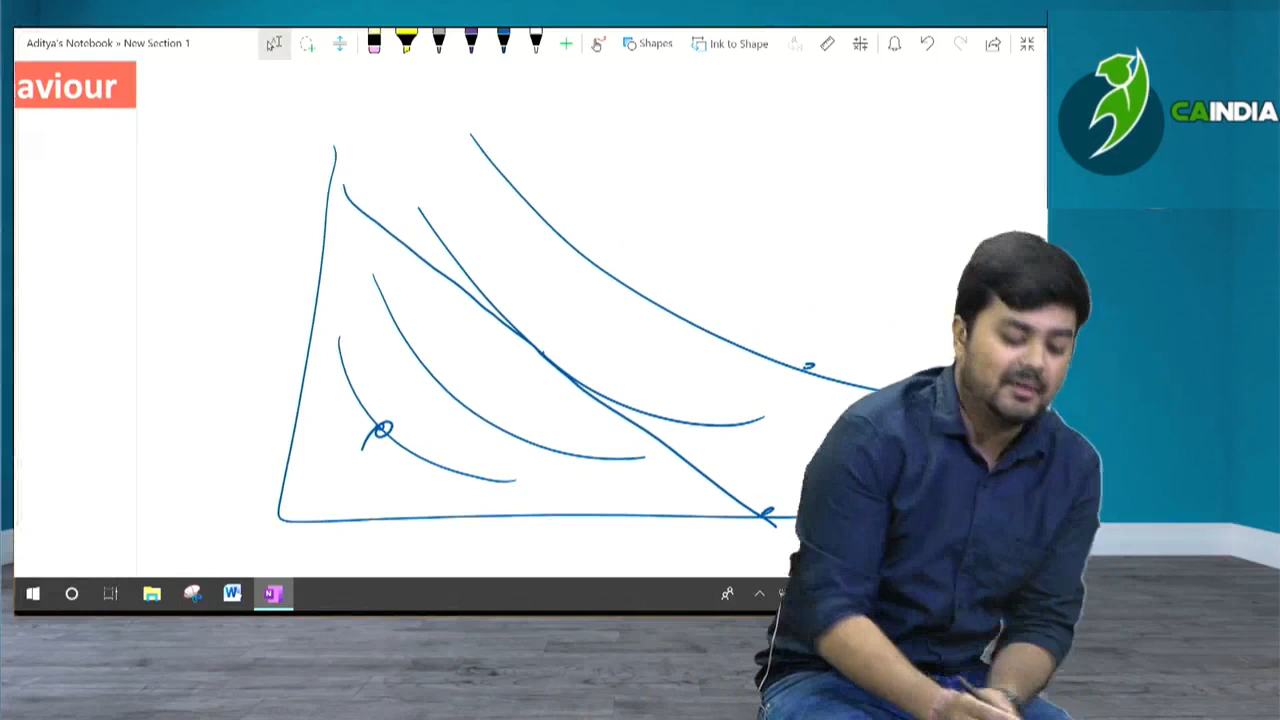 Aditya's Notebook » New Section 1
Shapes
Ink to Shape
aviour
CAINDIA